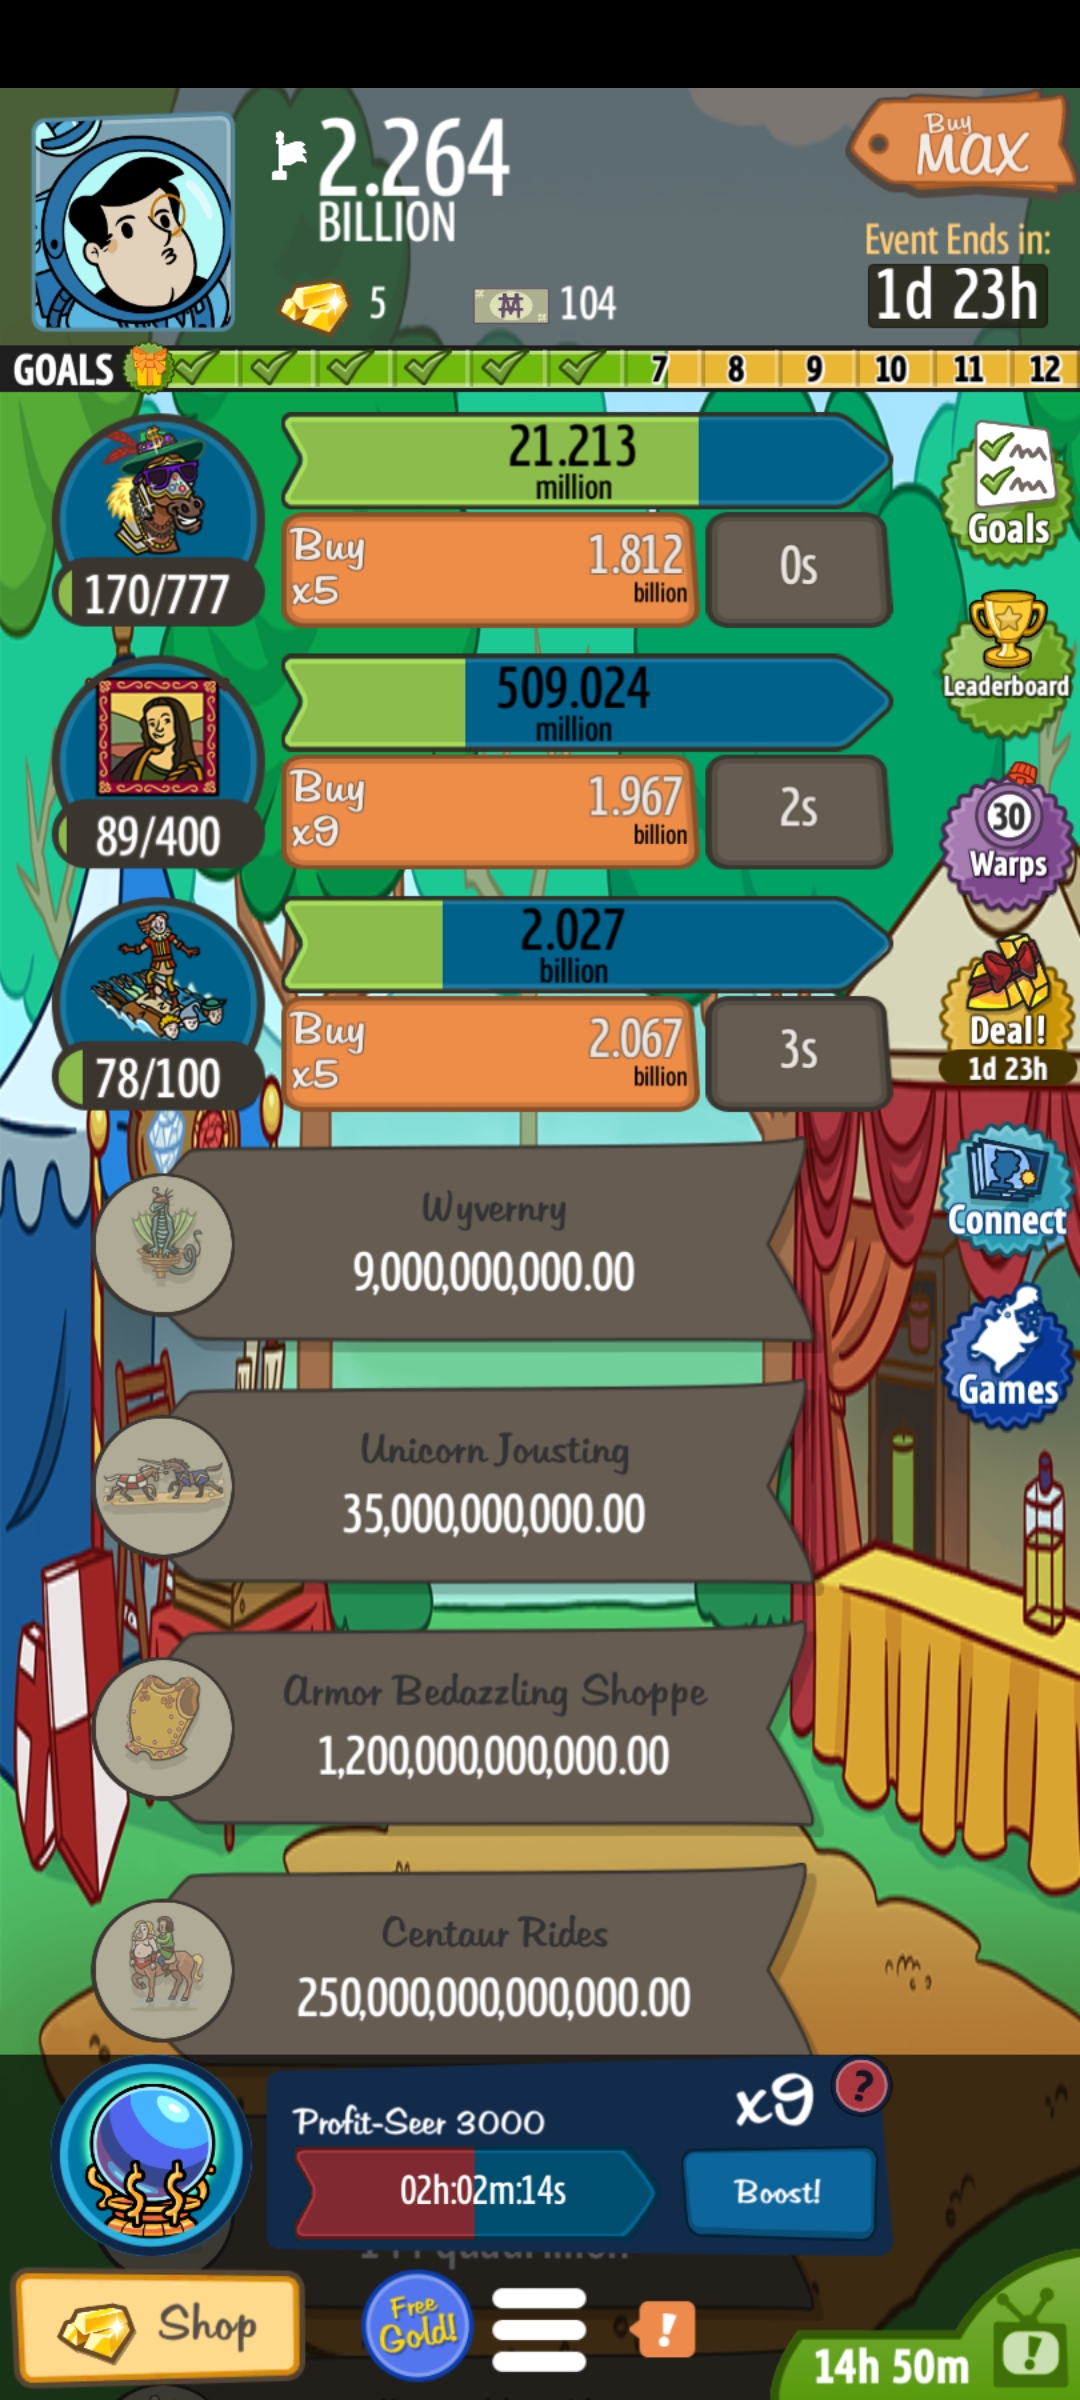 Buy
MAX
2.264
BILLION
Event Ends in:
1d 23h
5
104
GOALS
7
8
9
10
11
12
21.213
million
Goals
Buy
x5
1.812
billion
0s
170/777
509.024
million
Leaderboard
Buy
x9
1.967
billion
2s
89/400
30
Warps
2.027
billion
Buy
x5
2.067
billion
3s
78/100
Deal!
1d 23h
Connect
Wyvernry
9,000,000,000.00
Games
Unicorn Jousting
35,000,000,000.00
Armor Bedazzling Shoppe
1,200,000,000,000.00
Centaur Rides
250,000,000,000,000.00
Profit-Seer 3000
x9
?
02h:02m:14s
Boost!
Shop
Free
Gold!
!
14h 50m
!